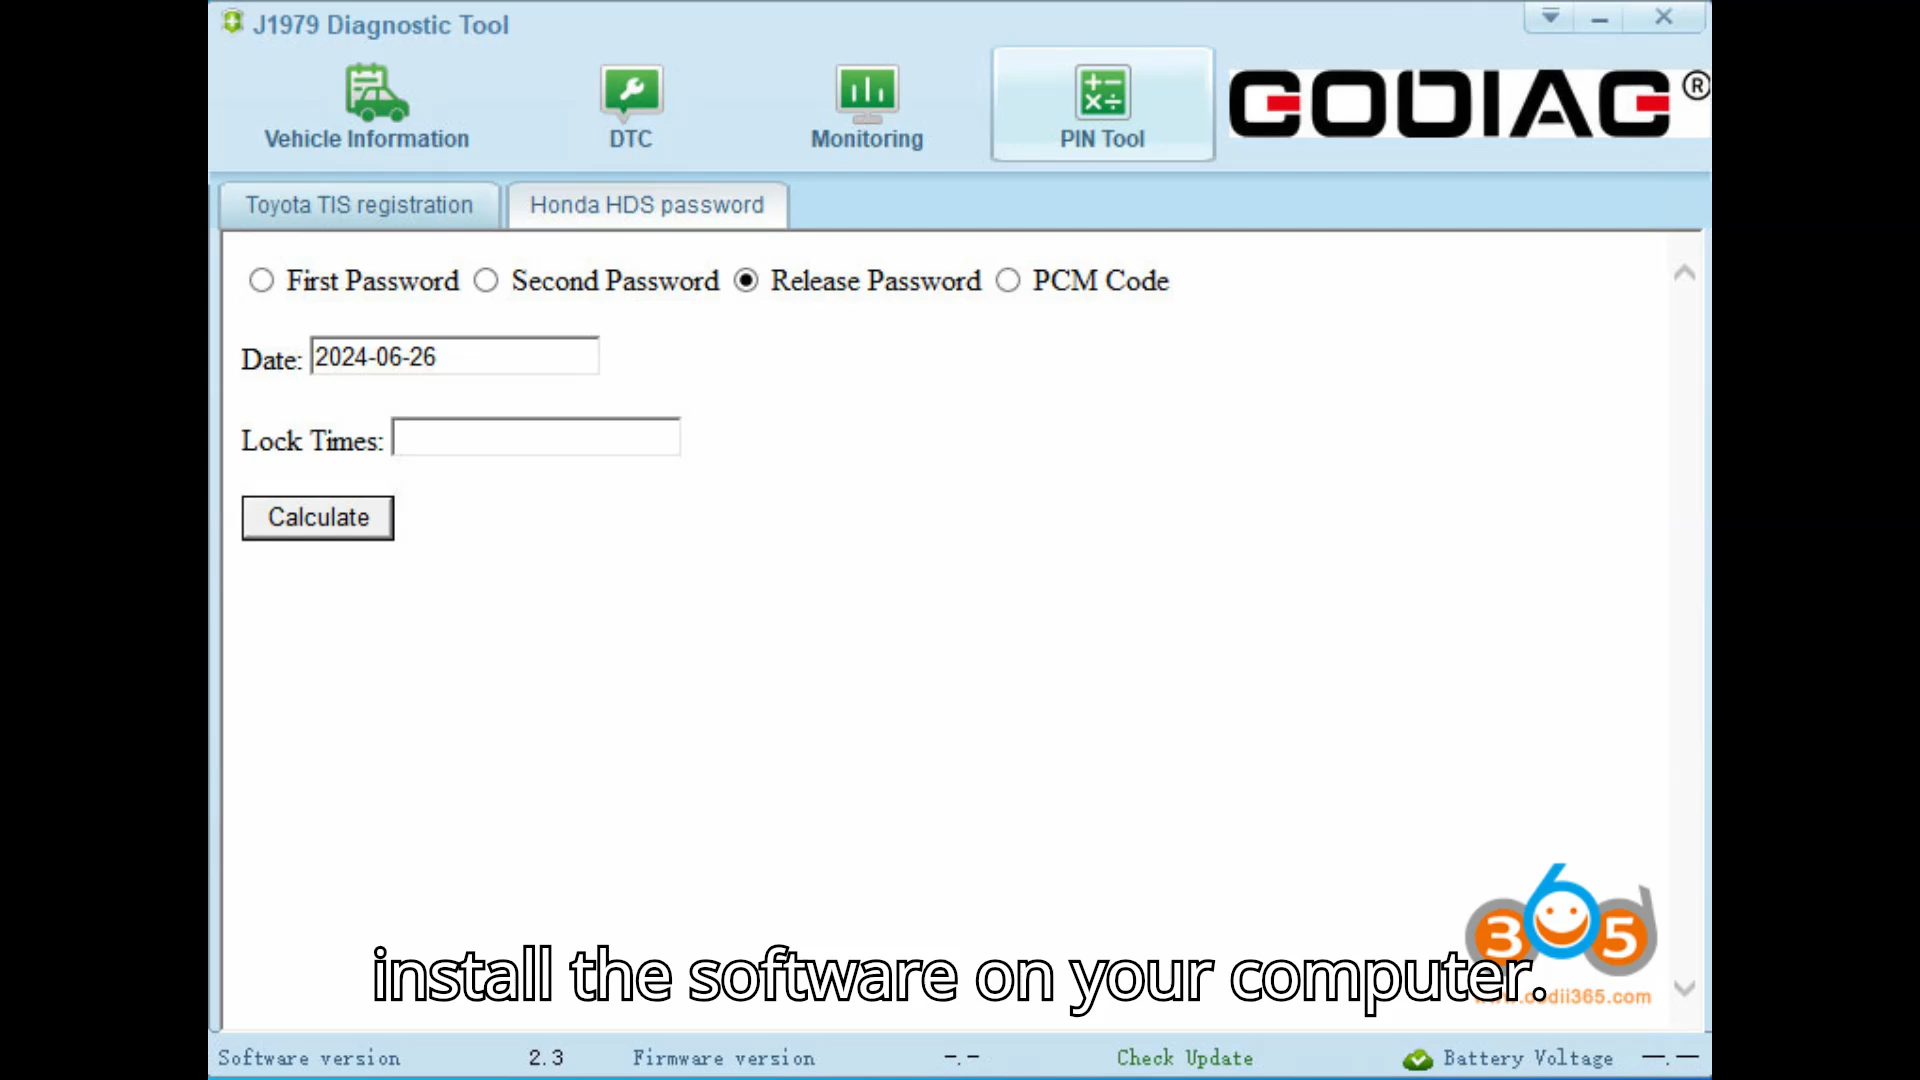 J1979 Diagnostic Tool
Vehicle Information
DTC
Monitoring
PIN Tool
GODIAG®
Toyota TIS registration
Honda HDS password
First Password
Second Password
Release Password
PCM Code
Date: 2024-06-26
Lock Times:
Calculate
365
install the software on your computer.
Software version 2.3 Firmware version -.- Check Update Battery Voltage —.—